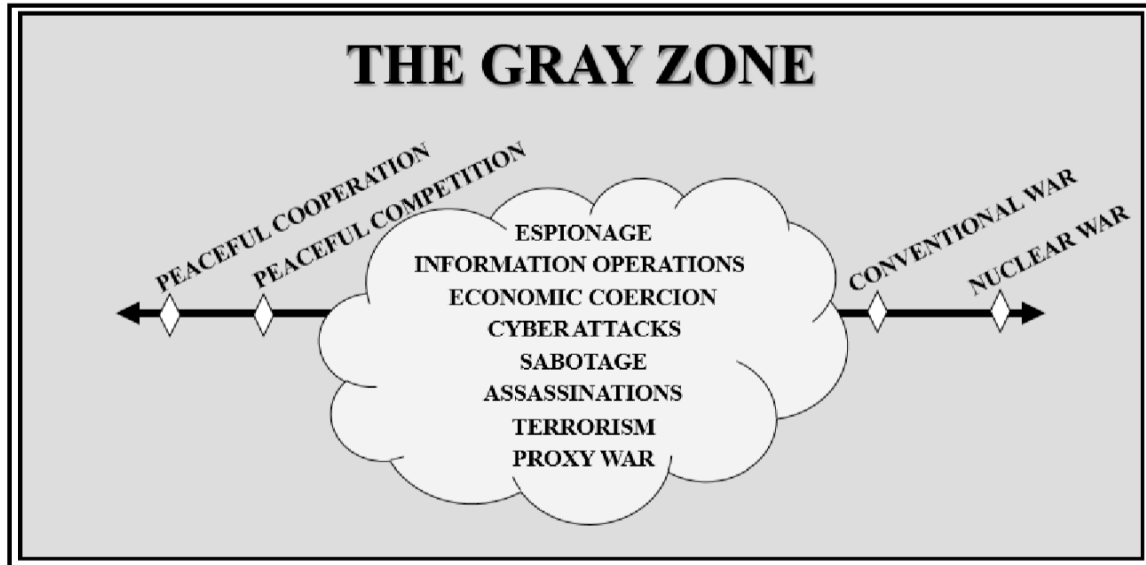 THE GRAY ZONE
PEACEFUL COOPERATION
PEACEFUL COMPETITION
ESPIONAGE
INFORMATION OPERATIONS
ECONOMIC COERCION
CYBER ATTACKS
SABOTAGE
ASSASSINATIONS
TERRORISM
PROXY WAR
CONVENTIONAL WAR
NUCLEAR WAR